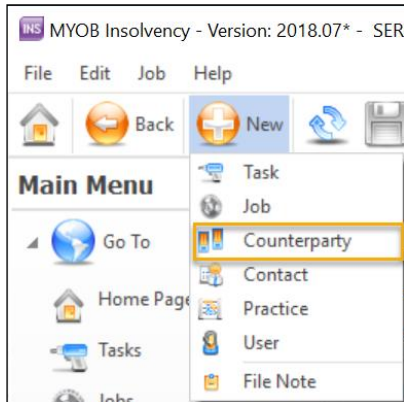 INS MYOB Insolvency - Version: 2018.07* - SER
File Edit Job Help
Back New
Main Menu
Task
Job
Go To
Counterparty
Contact
Home Page
Practice
Tasks
User
Jobs
File Note